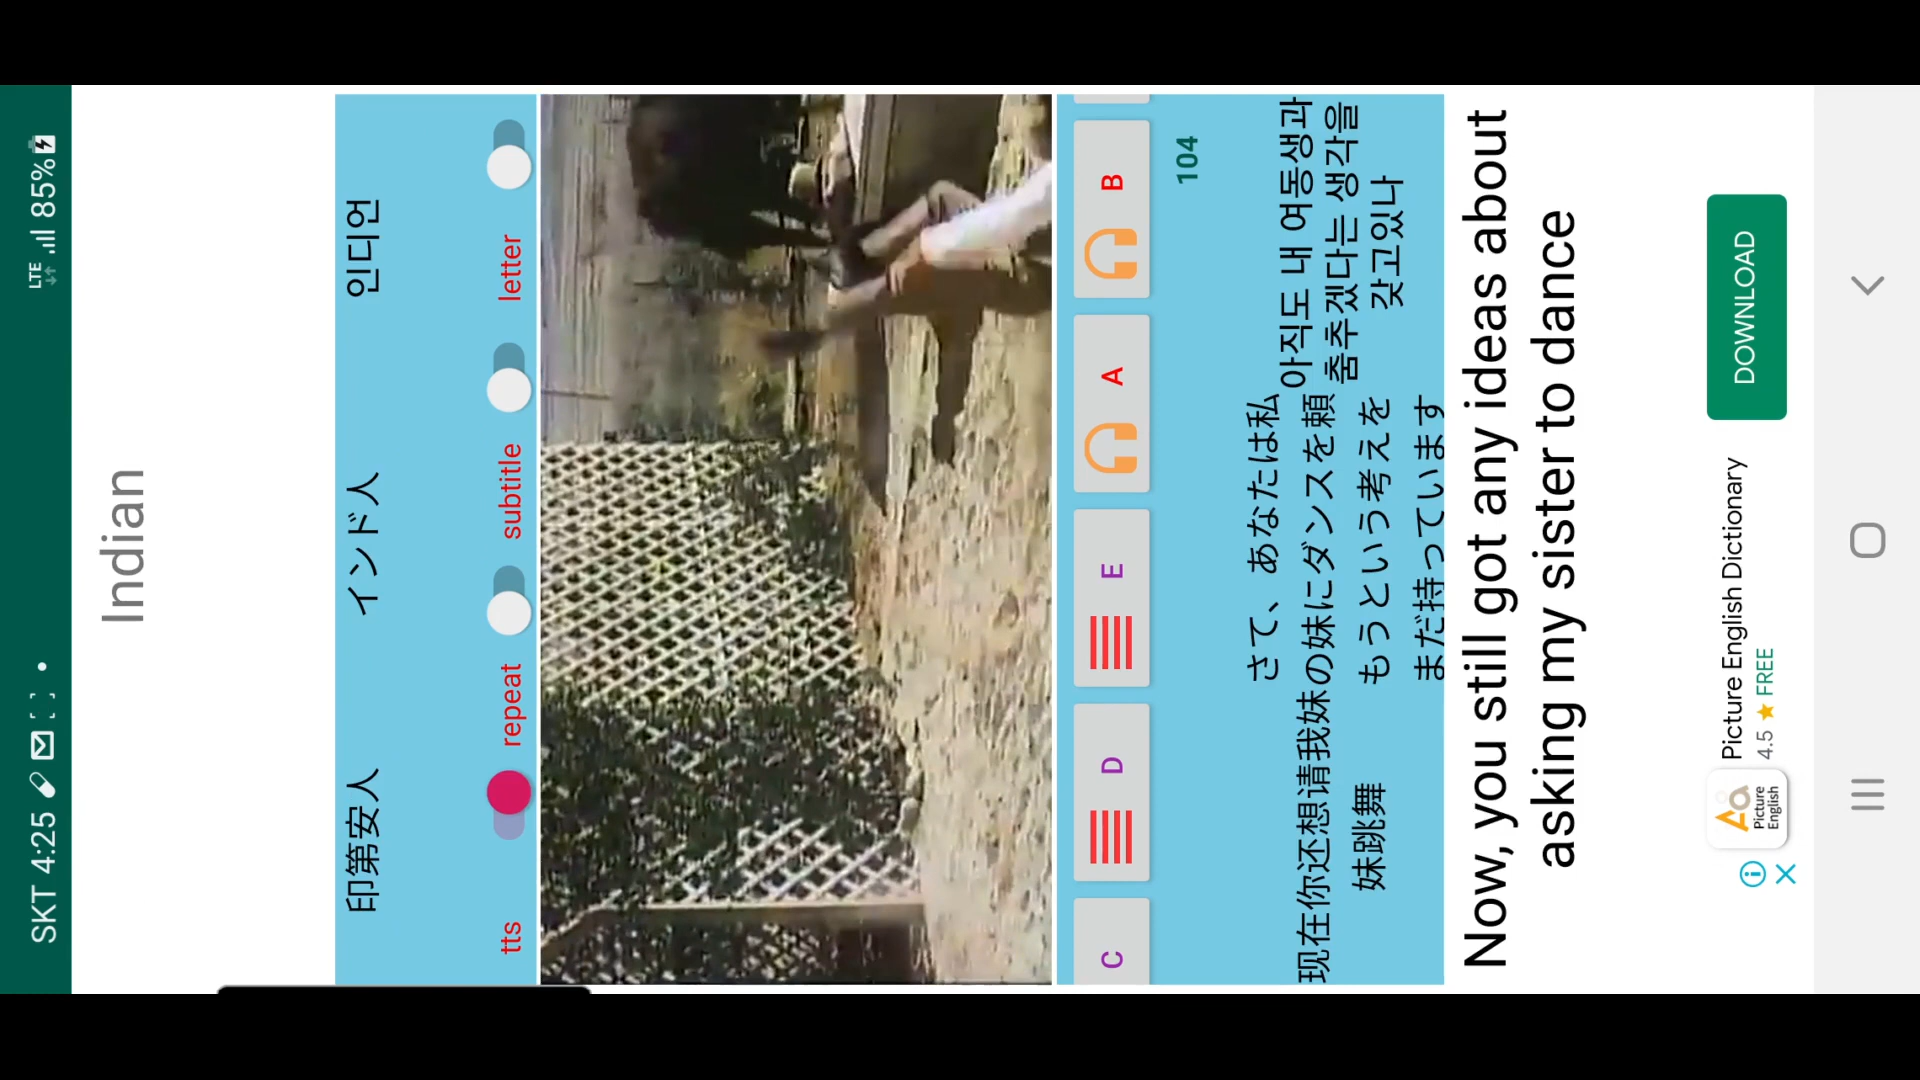 SKT 4:25
LTE 85%
Indian
印第安人 インド人 인디언
tts repeat subtitle letter
C D E A B
104
现在你还想请我妹
妹跳舞
さて、あなたは私
の妹にダンスを頼
もうという考えを
まだ持っています
아직도 내 여동생과
춤추겠다는 생각을
갖고있나
Now, you still got any ideas about
asking my sister to dance
Picture English
Picture English Dictionary
4.5 ★ FREE
DOWNLOAD